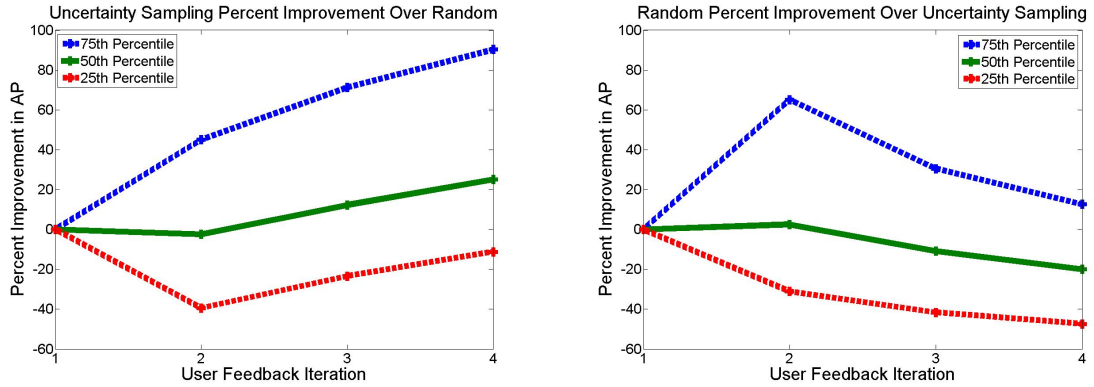 Uncertainty Sampling Percent Improvement Over Random
Percent Improvement in AP
100
80
60
40
20
0
-20
-40
-60
75th Percentile
50th Percentile
25th Percentile
1
2
3
4
User Feedback Iteration
Random Percent Improvement Over Uncertainty Sampling
Percent Improvement in AP
100
80
60
40
20
0
-20
-40
-60
75th Percentile
50th Percentile
25th Percentile
1
2
3
4
User Feedback Iteration